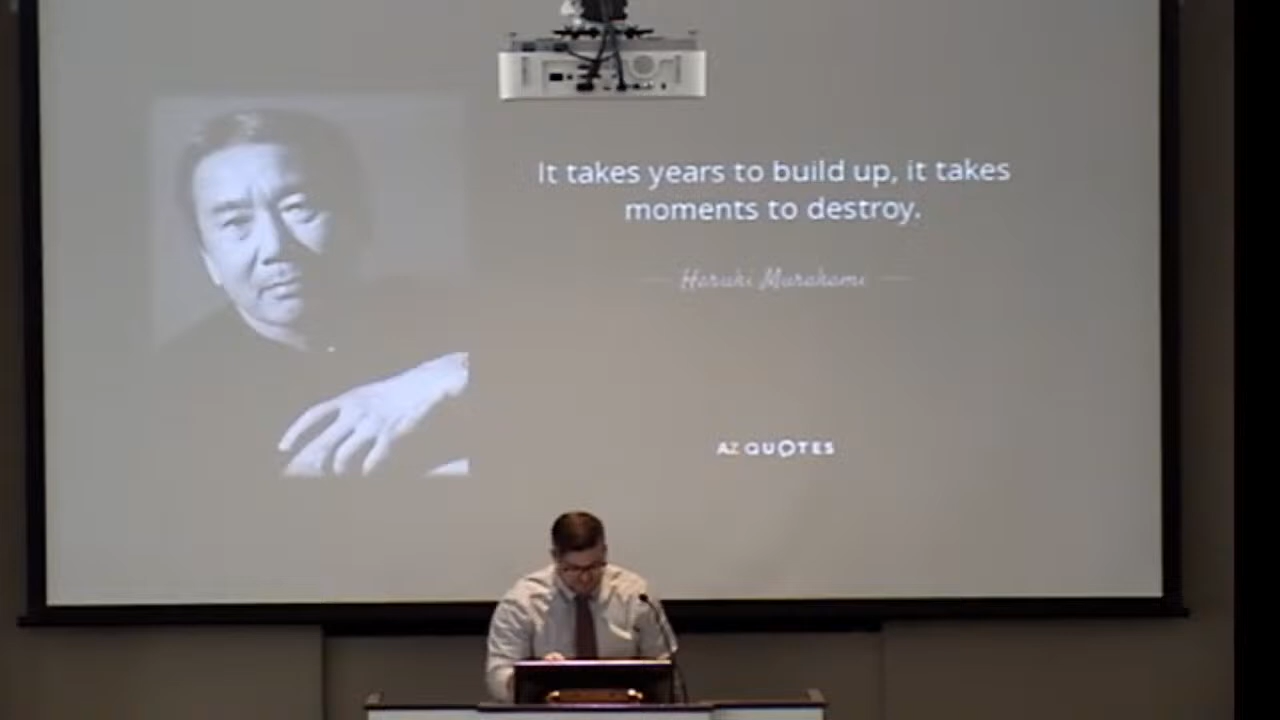 It takes years to build up, it takes
moments to destroy.
Haruki Murakami
AZ QUOTES